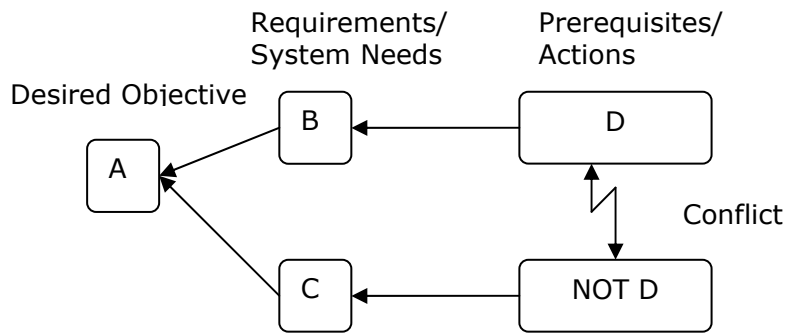 Requirements/
System Needs
Prerequisites/
Actions
Desired Objective
B
D
A
Conflict
C
NOT D